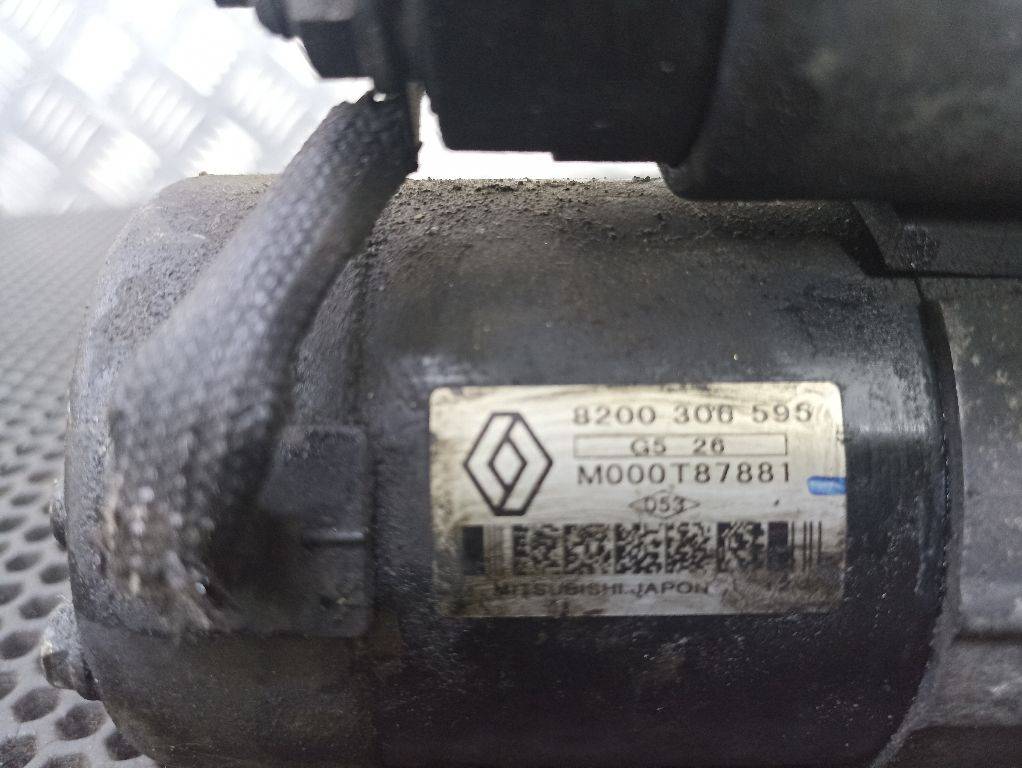 8200 306 595
G5 26
M000T87881
053
MITSUBISHI-JAPON